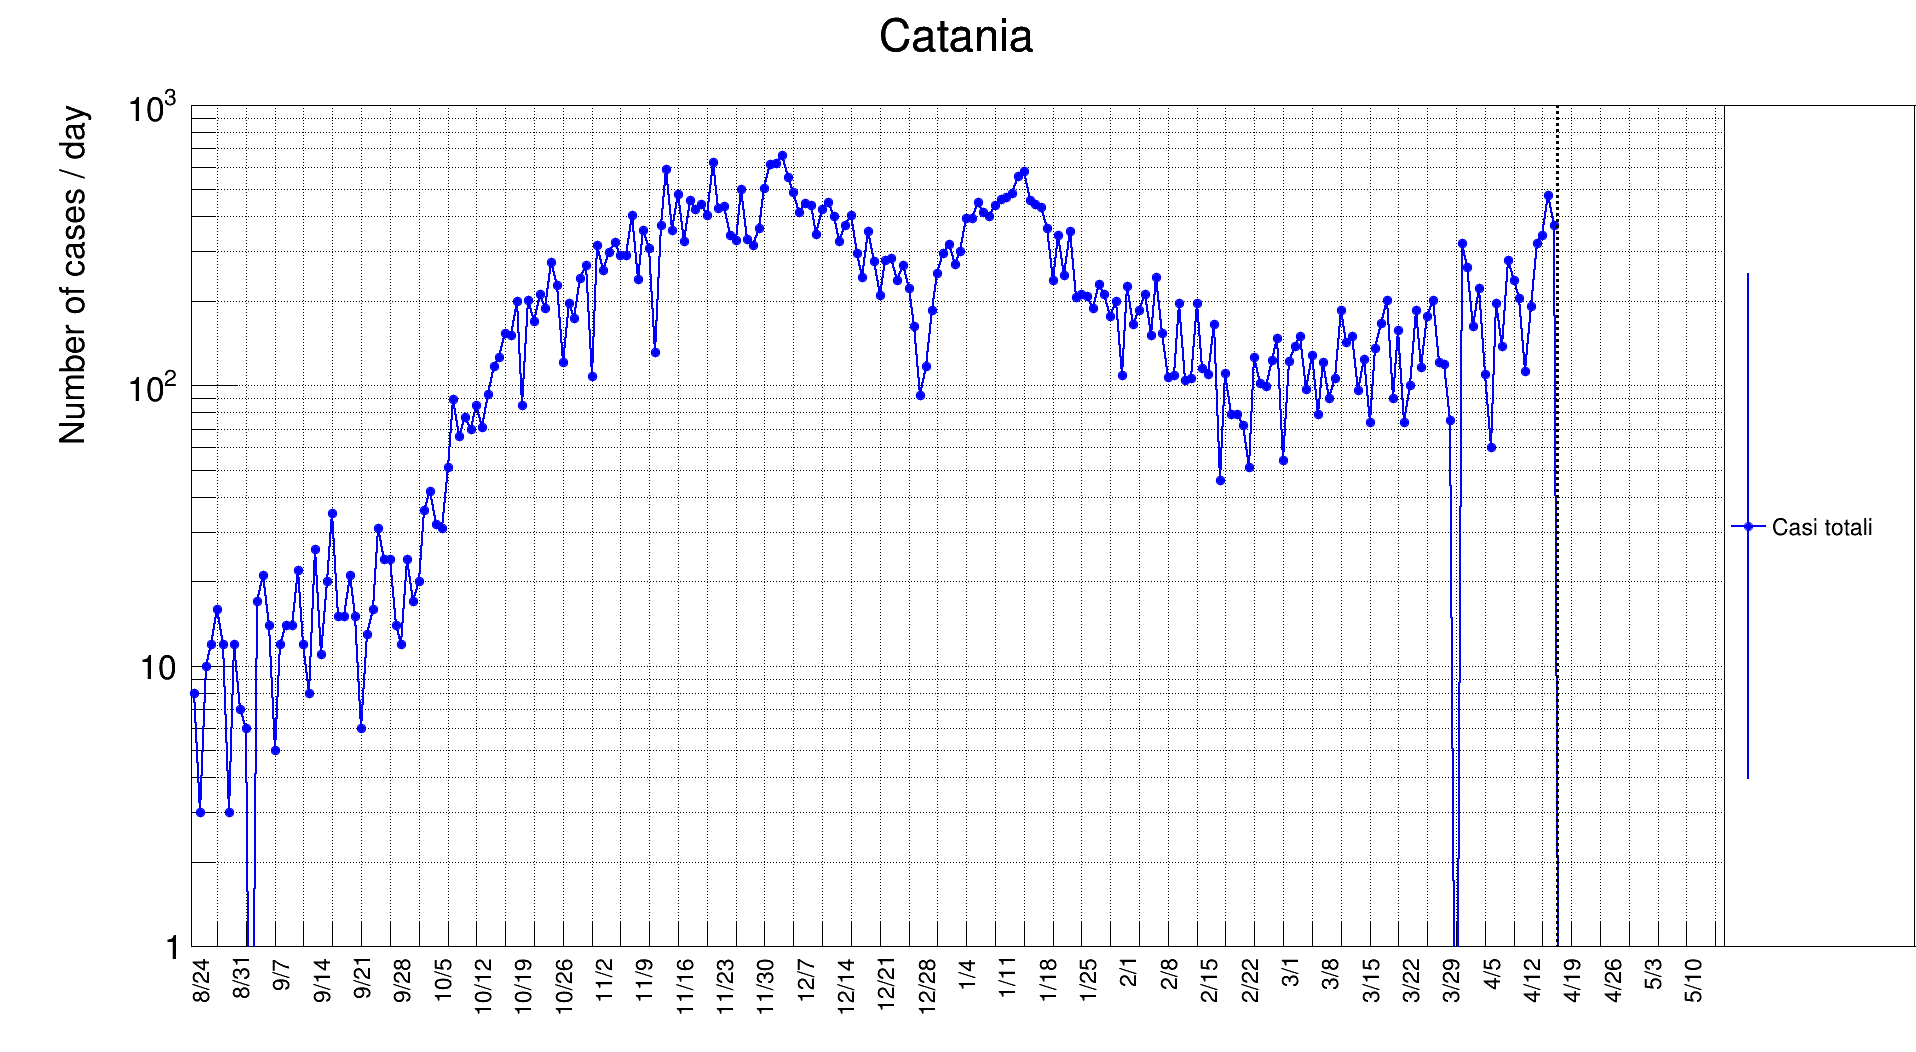 Catania
Number of cases / day
10³
10²
10
1
8/24 8/31 9/7 9/14 9/21 9/28 10/5 10/12 10/19 10/26 11/2 11/9 11/16 11/23 11/30 12/7 12/14 12/21 12/28 1/4 1/11 1/18 1/25 2/1 2/8 2/15 2/22 3/1 3/8 3/15 3/22 3/29 4/5 4/12 4/19 4/26 5/3 5/10
Casi totali